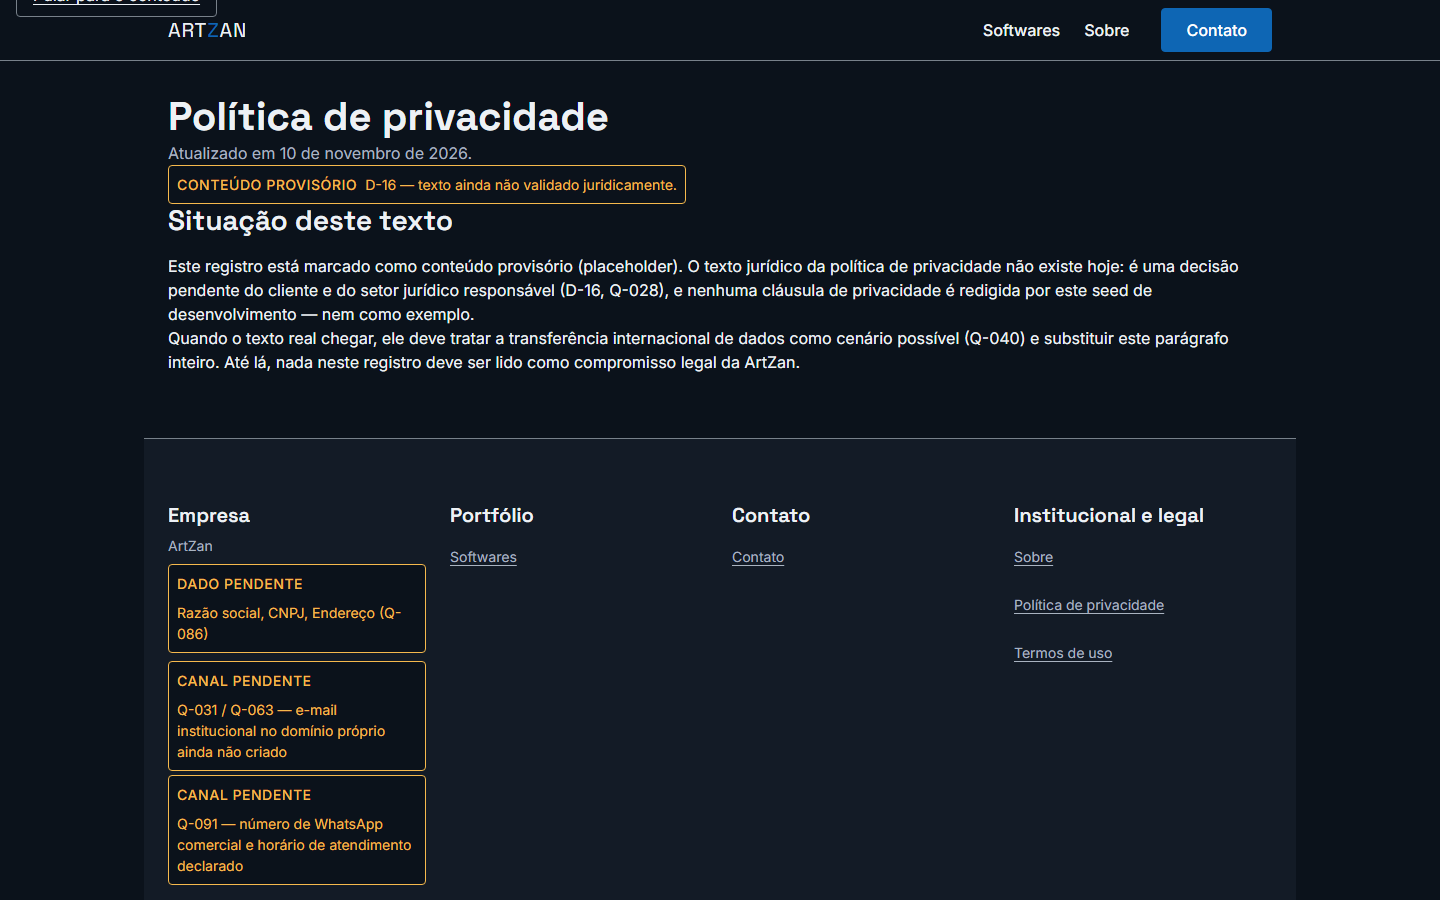 Pular para o conteúdo
ARTZAN
Softwares
Sobre
Contato
Política de privacidade
Atualizado em 10 de novembro de 2026.
CONTEÚDO PROVISÓRIO D-16 — texto ainda não validado juridicamente.
Situação deste texto
Este registro está marcado como conteúdo provisório (placeholder). O texto jurídico da política de privacidade não existe hoje: é uma decisão
pendente do cliente e do setor jurídico responsável (D-16, Q-028), e nenhuma cláusula de privacidade é redigida por este seed de
desenvolvimento — nem como exemplo.
Quando o texto real chegar, ele deve tratar a transferência internacional de dados como cenário possível (Q-040) e substituir este parágrafo
inteiro. Até lá, nada neste registro deve ser lido como compromisso legal da ArtZan.
Empresa
ArtZan
DADO PENDENTE
Razão social, CNPJ, Endereço (Q-
086)
CANAL PENDENTE
Q-031 / Q-063 — e-mail
institucional no domínio próprio
ainda não criado
CANAL PENDENTE
Q-091 — número de WhatsApp
comercial e horário de atendimento
declarado
Portfólio
Softwares
Contato
Contato
Institucional e legal
Sobre
Política de privacidade
Termos de uso